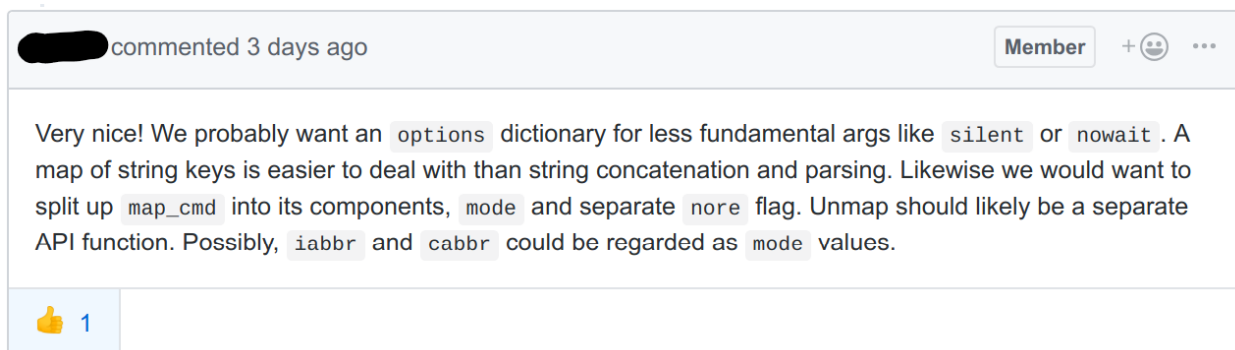 commented 3 days ago
Member
Very nice! We probably want an options dictionary for less fundamental args like silent or nowait. A
map of string keys is easier to deal with than string concatenation and parsing. Likewise we would want to
split up map_cmd into its components, mode and separate nore flag. Unmap should likely be a separate
API function. Possibly, iabbr and cabbr could be regarded as mode values.
1